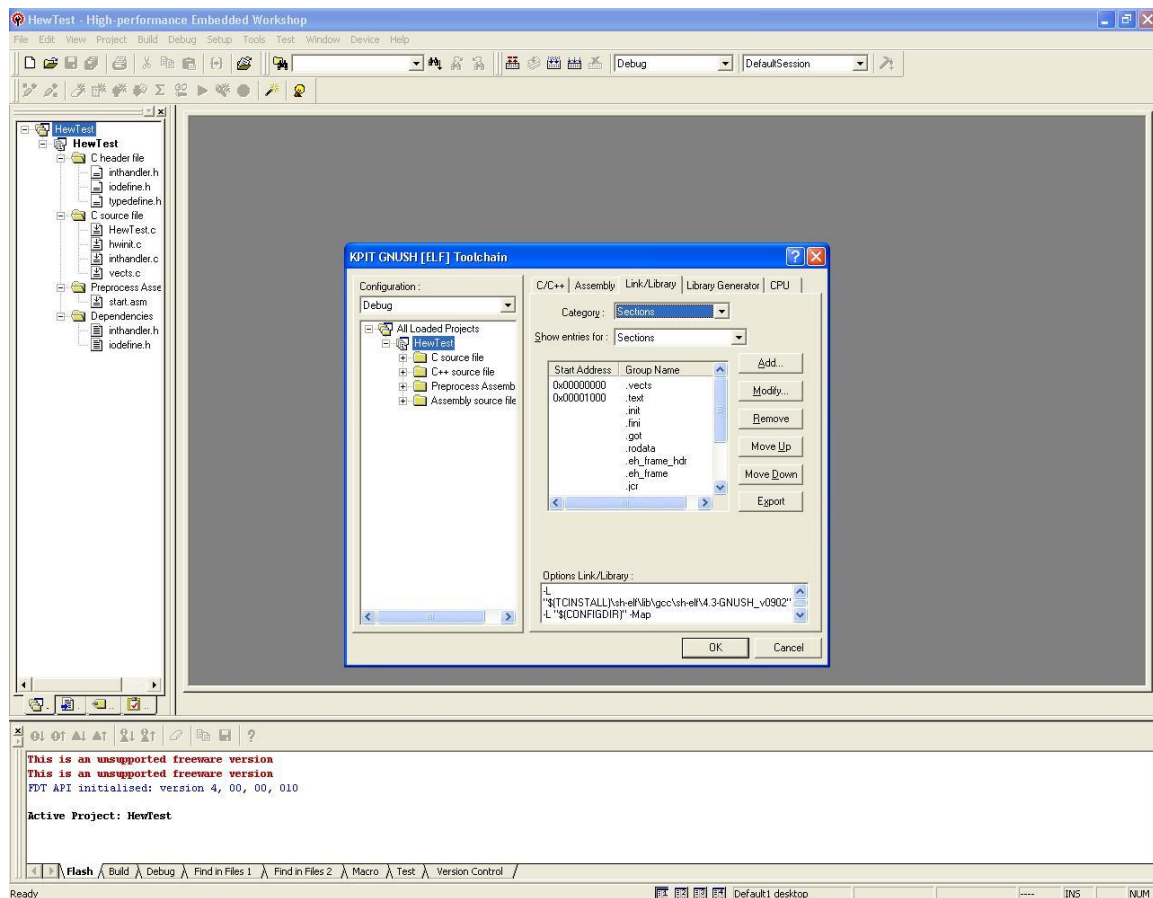 HewTest - High-performance Embedded Workshop
File Edit View Project Build Debug Setup Tools Test Window Device Help
Debug
DefaultSession
HewTest
HewTest
C header file
inthandler.h
iodefine.h
typedefine.h
C source file
HewTest.c
hwinit.c
inthandler.c
vects.c
Preprocess Asse
start.asm
Dependencies
inthandler.h
iodefine.h
KPIT GNUSH [ELF] Toolchain
Configuration :
Debug
All Loaded Projects
HewTest
C source file
C++ source file
Preprocess Assemb
Assembly source file
C/C++ Assembly Link/Library Library Generator CPU
Category : Sections
Show entries for : Sections
Start Address Group Name
0x00000000 .vects
0x00001000 .text
.init
.fini
.got
.rodata
.eh_frame_hdr
.eh_frame
.jcr
Add...
Modify...
Remove
Move Up
Move Down
Export
Options Link/Library :
-L
"$(TCINSTALL)\sh-elf\lib\gcc\sh-elf\4.3-GNUSH_v0902"
-L "$(CONFIGDIR)" -Map
OK Cancel
This is an unsupported freeware version
This is an unsupported freeware version
FDT API initialised: version 4, 00, 00, 010
Active Project: HewTest
Flash Build Debug Find in Files 1 Find in Files 2 Macro Test Version Control
Ready
Default1 desktop
---- INS NUM